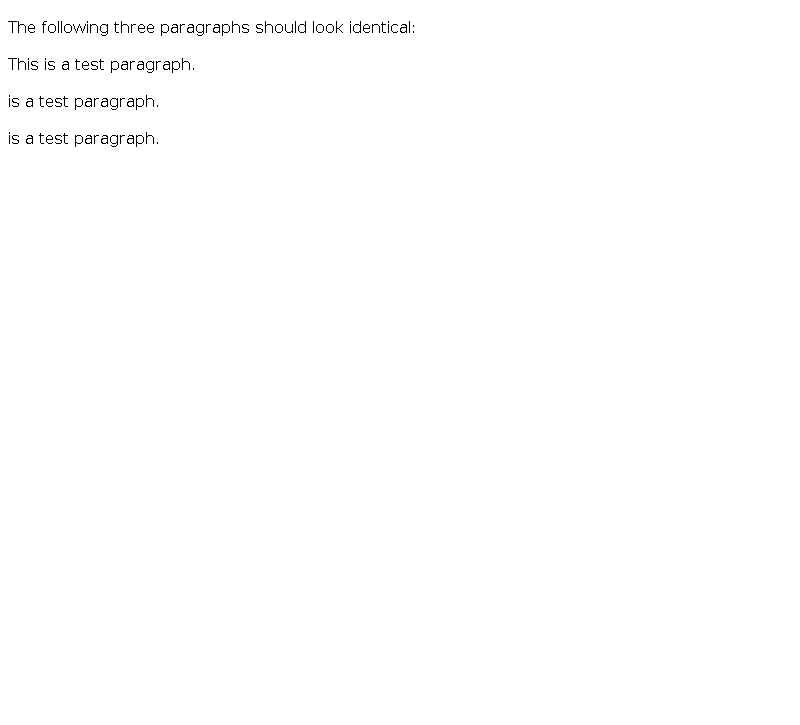 The following three paragraphs should look identical:
This is a test paragraph.
is a test paragraph.
is a test paragraph.